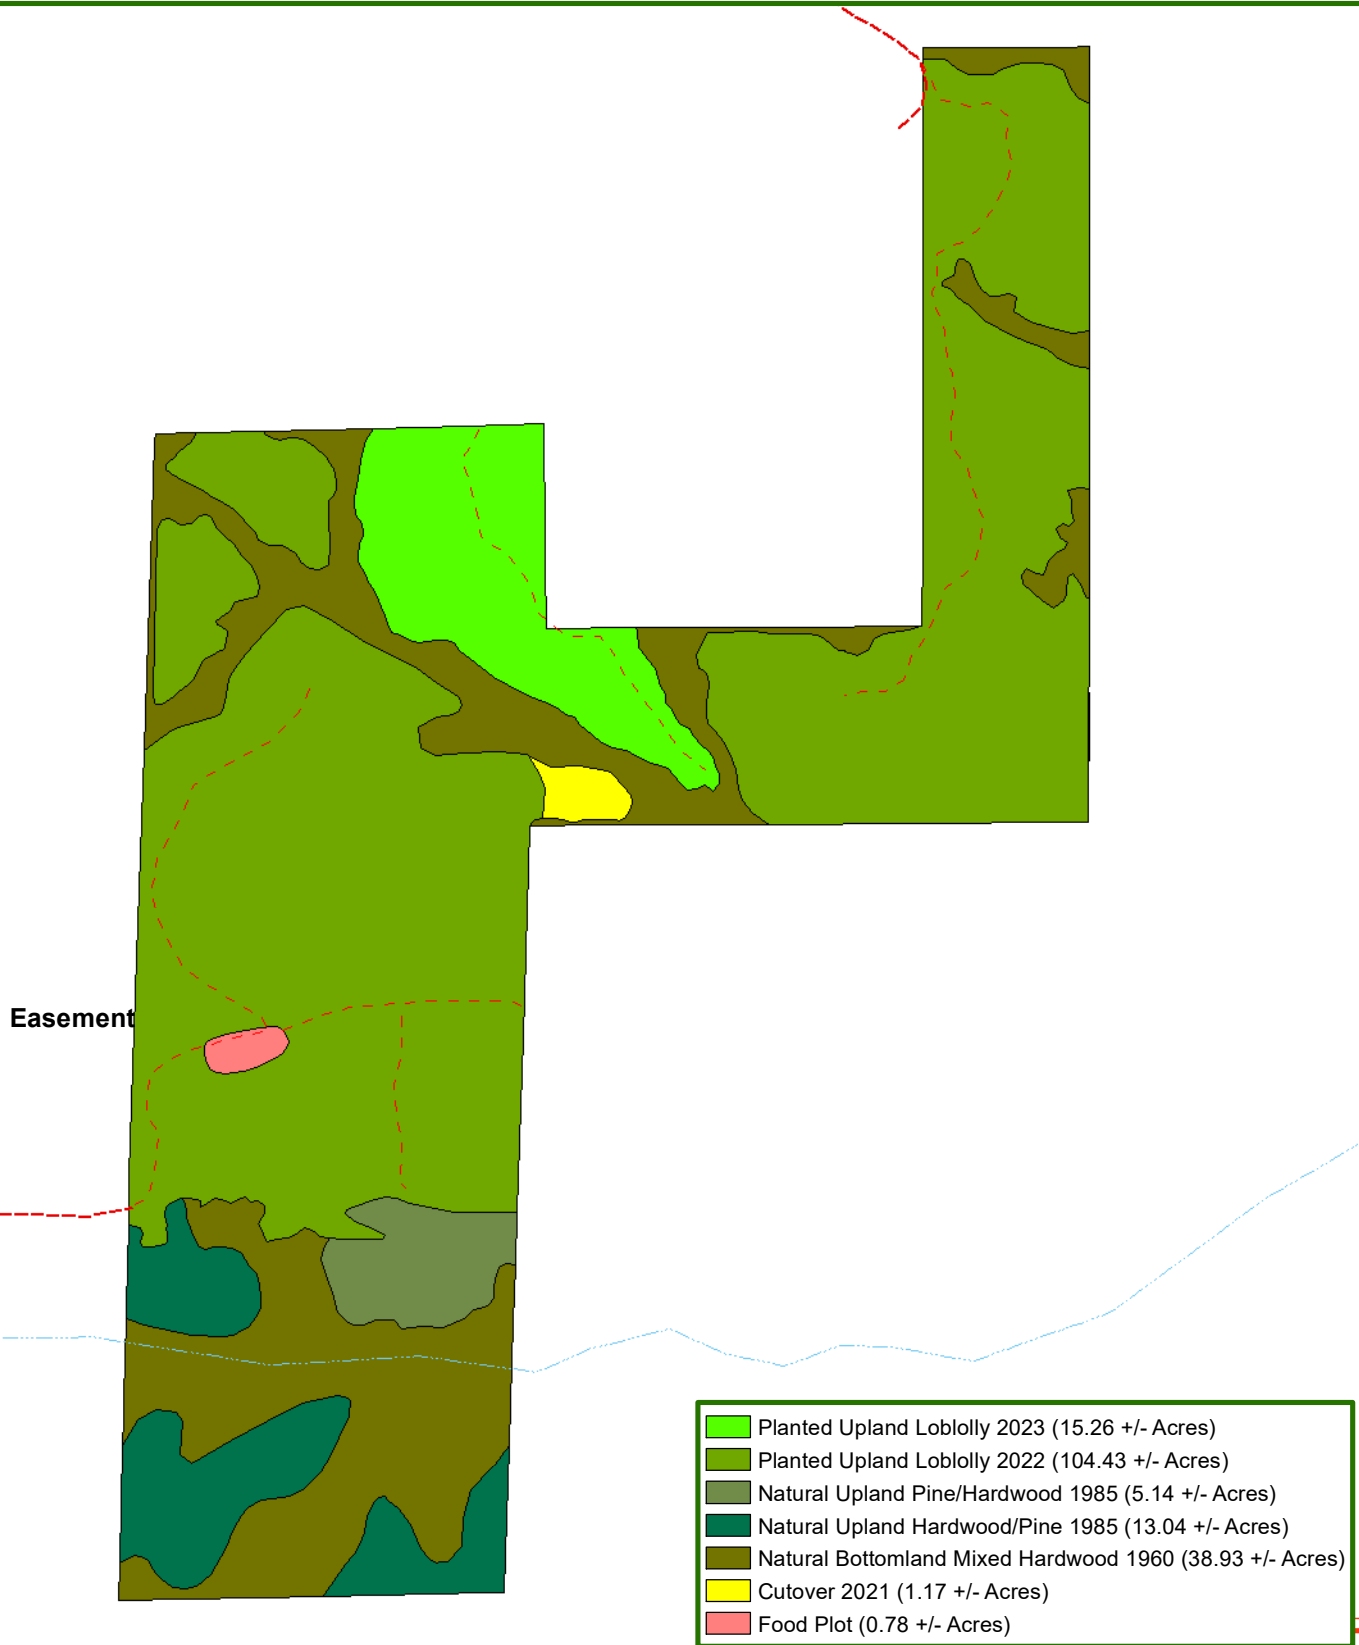 Easement
Planted Upland Loblolly 2023 (15.26 +/- Acres)
Planted Upland Loblolly 2022 (104.43 +/- Acres)
Natural Upland Pine/Hardwood 1985 (5.14 +/- Acres)
Natural Upland Hardwood/Pine 1985 (13.04 +/- Acres)
Natural Bottomland Mixed Hardwood 1960 (38.93 +/- Acres)
Cutover 2021 (1.17 +/- Acres)
Food Plot (0.78 +/- Acres)